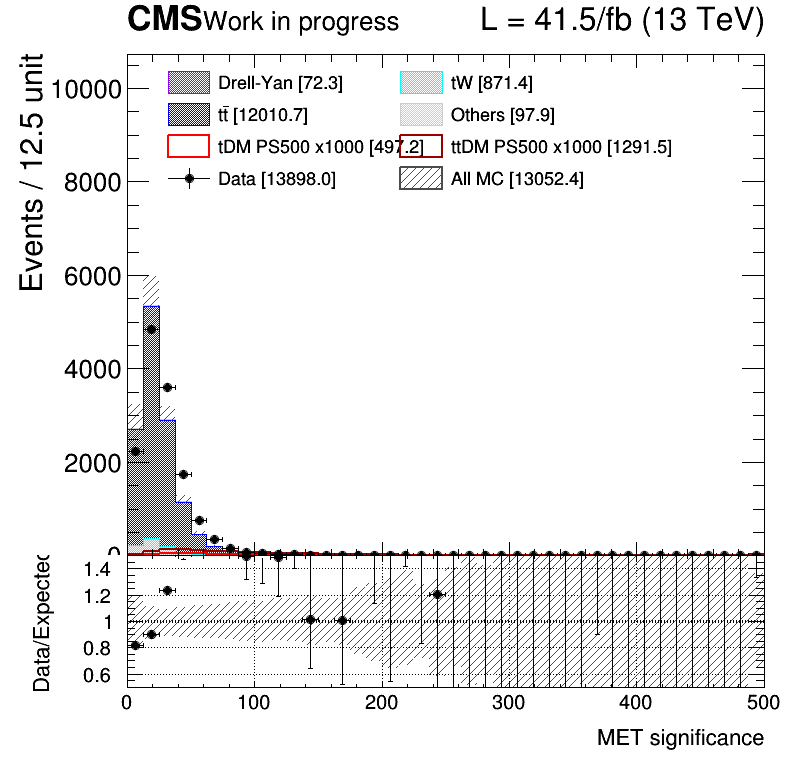 CMS Work in progress L = 41.5/fb (13 TeV)
Events / 12.5 unit
10000
8000
6000
4000
2000
0
Drell-Yan [72.3]
tW [871.4]
tt̄ [12010.7]
Others [97.9]
tDM PS500 x1000 [497.2]
ttDM PS500 x1000 [1291.5]
Data [13898.0]
All MC [13052.4]
Data/Expected
1.4
1.2
1
0.8
0.6
0 100 200 300 400 500
MET significance